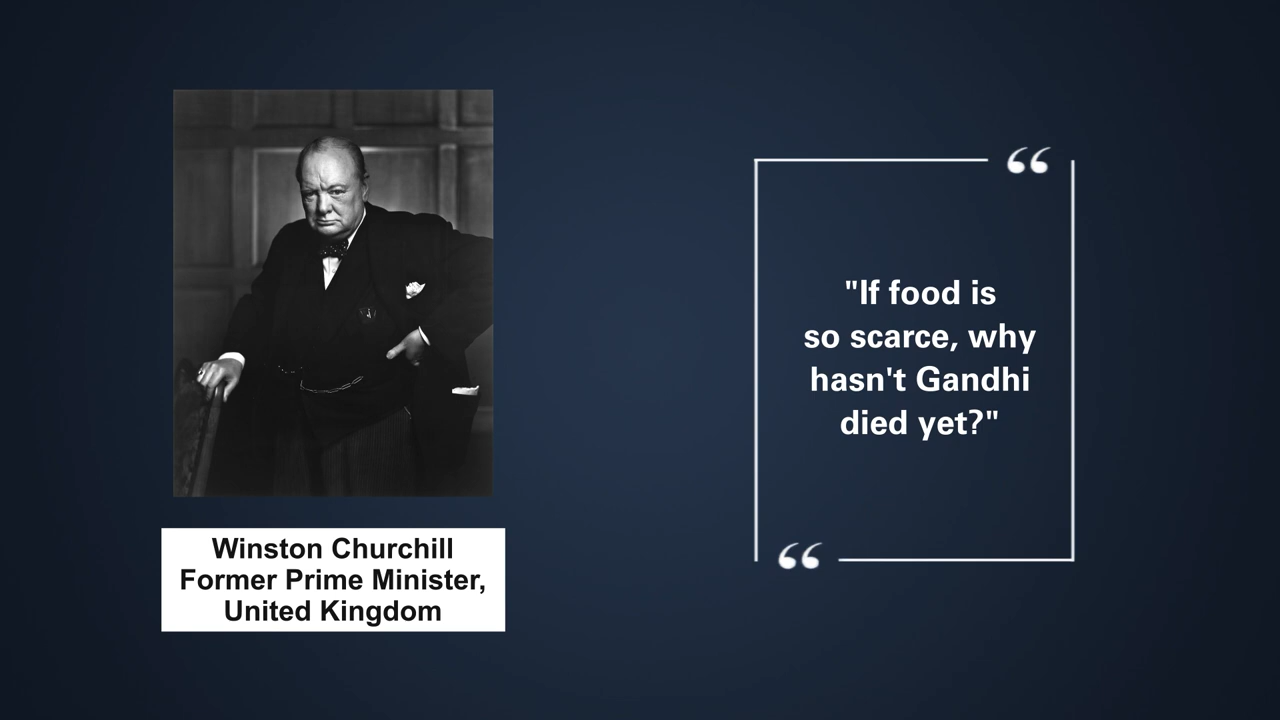 Winston Churchill
Former Prime Minister,
United Kingdom
"If food is
so scarce, why
hasn't Gandhi
died yet?"